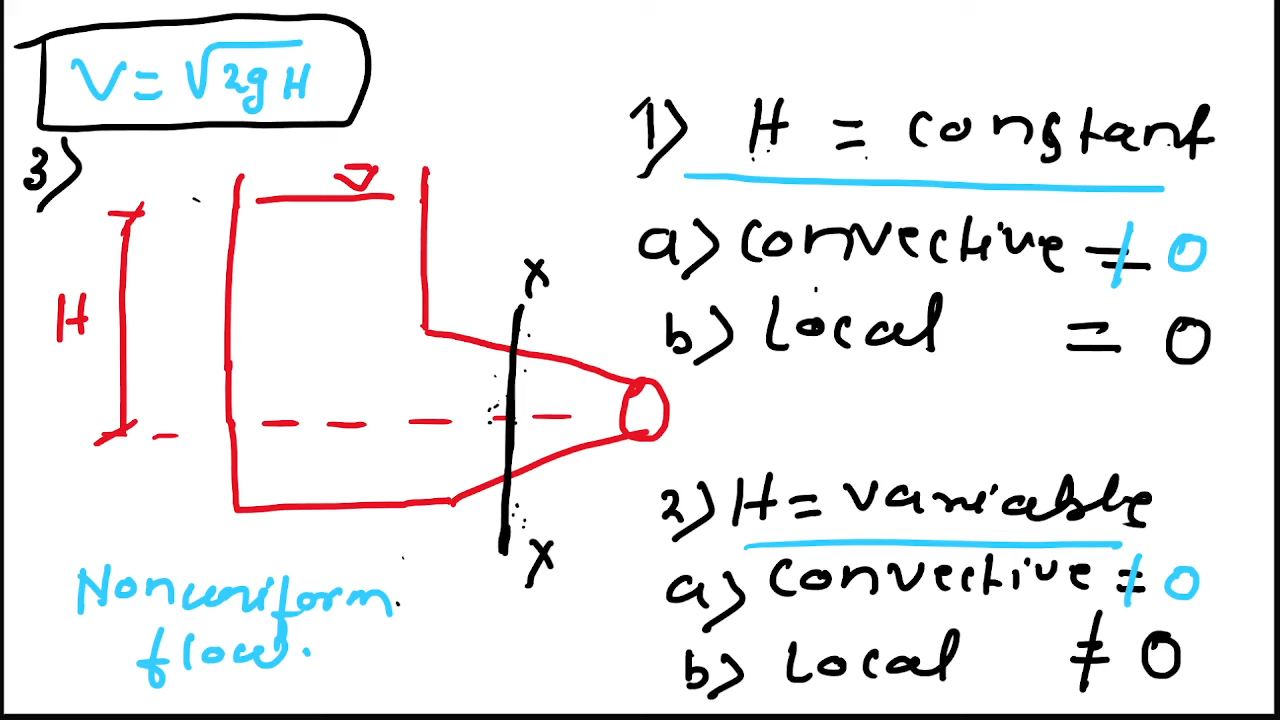 V = √2gH
3)
H
X
X
Nonuniform
flow.
1) H = constant
a) convective ≠ 0
b) Local = 0
2) H = variable
a) convective ≠ 0
b) Local ≠ 0